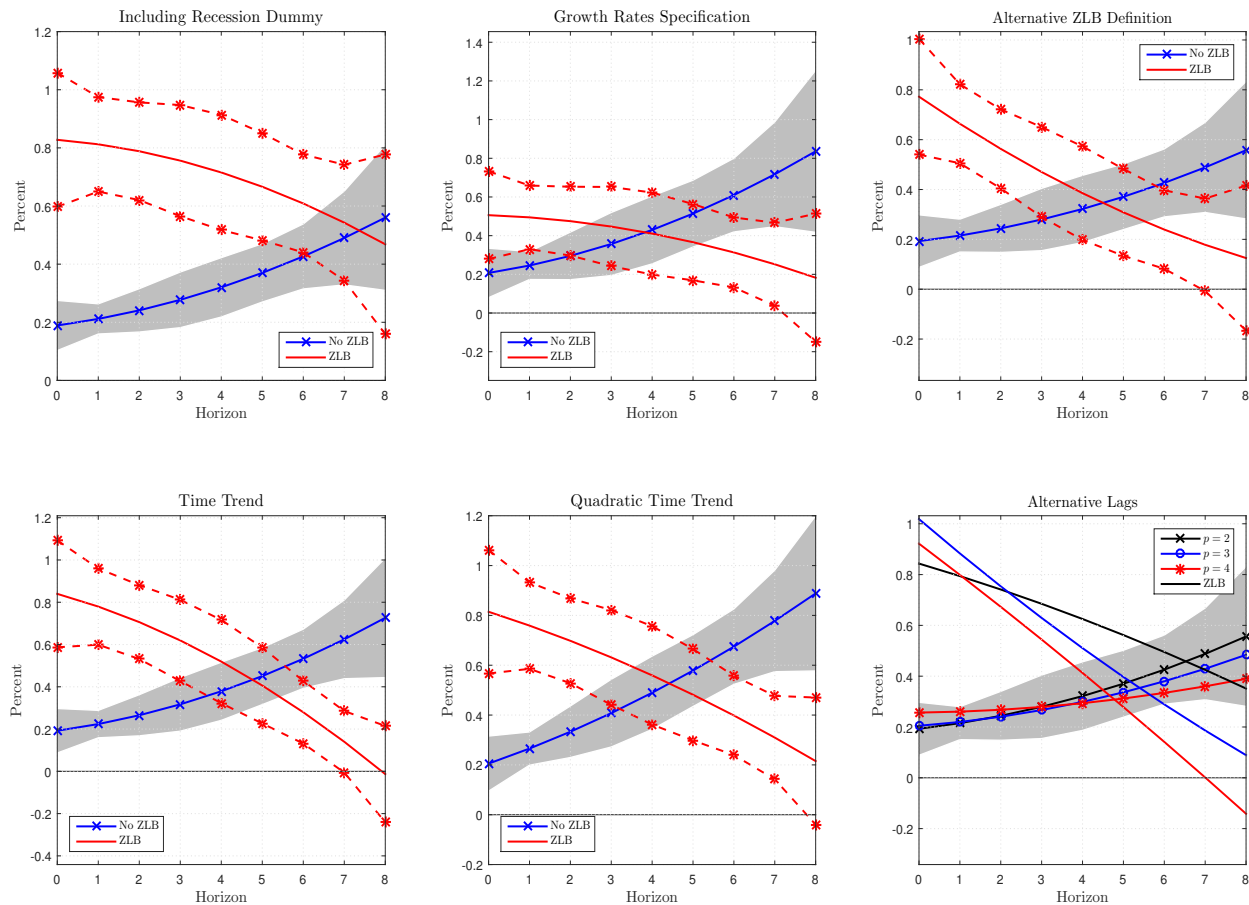 Including Recession Dummy
Percent
1.2
1
0.8
0.6
0.4
0.2
0
0 1 2 3 4 5 6 7 8
Horizon
No ZLB
ZLB
Growth Rates Specification
Percent
1.4
1.2
1
0.8
0.6
0.4
0.2
0
-0.2
0 1 2 3 4 5 6 7 8
Horizon
No ZLB
ZLB
Alternative ZLB Definition
Percent
1
0.8
0.6
0.4
0.2
0
-0.2
0 1 2 3 4 5 6 7 8
Horizon
No ZLB
ZLB
Time Trend
Percent
1.2
1
0.8
0.6
0.4
0.2
0
-0.2
-0.4
0 1 2 3 4 5 6 7 8
Horizon
No ZLB
ZLB
Quadratic Time Trend
Percent
1.2
1
0.8
0.6
0.4
0.2
0
-0.2
0 1 2 3 4 5 6 7 8
Horizon
No ZLB
ZLB
Alternative Lags
Percent
1
0.8
0.6
0.4
0.2
0
-0.2
0 1 2 3 4 5 6 7 8
Horizon
p = 2
p = 3
p = 4
ZLB